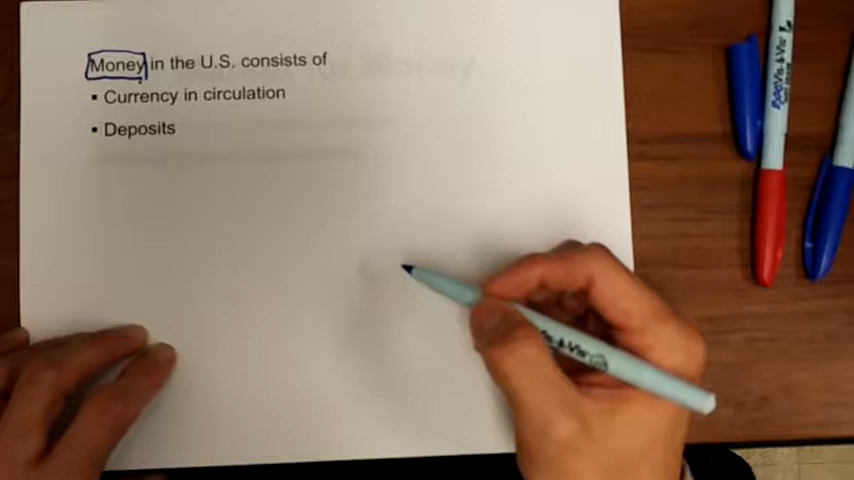 Money in the U.S. consists of
▪ Currency in circulation
▪ Deposits